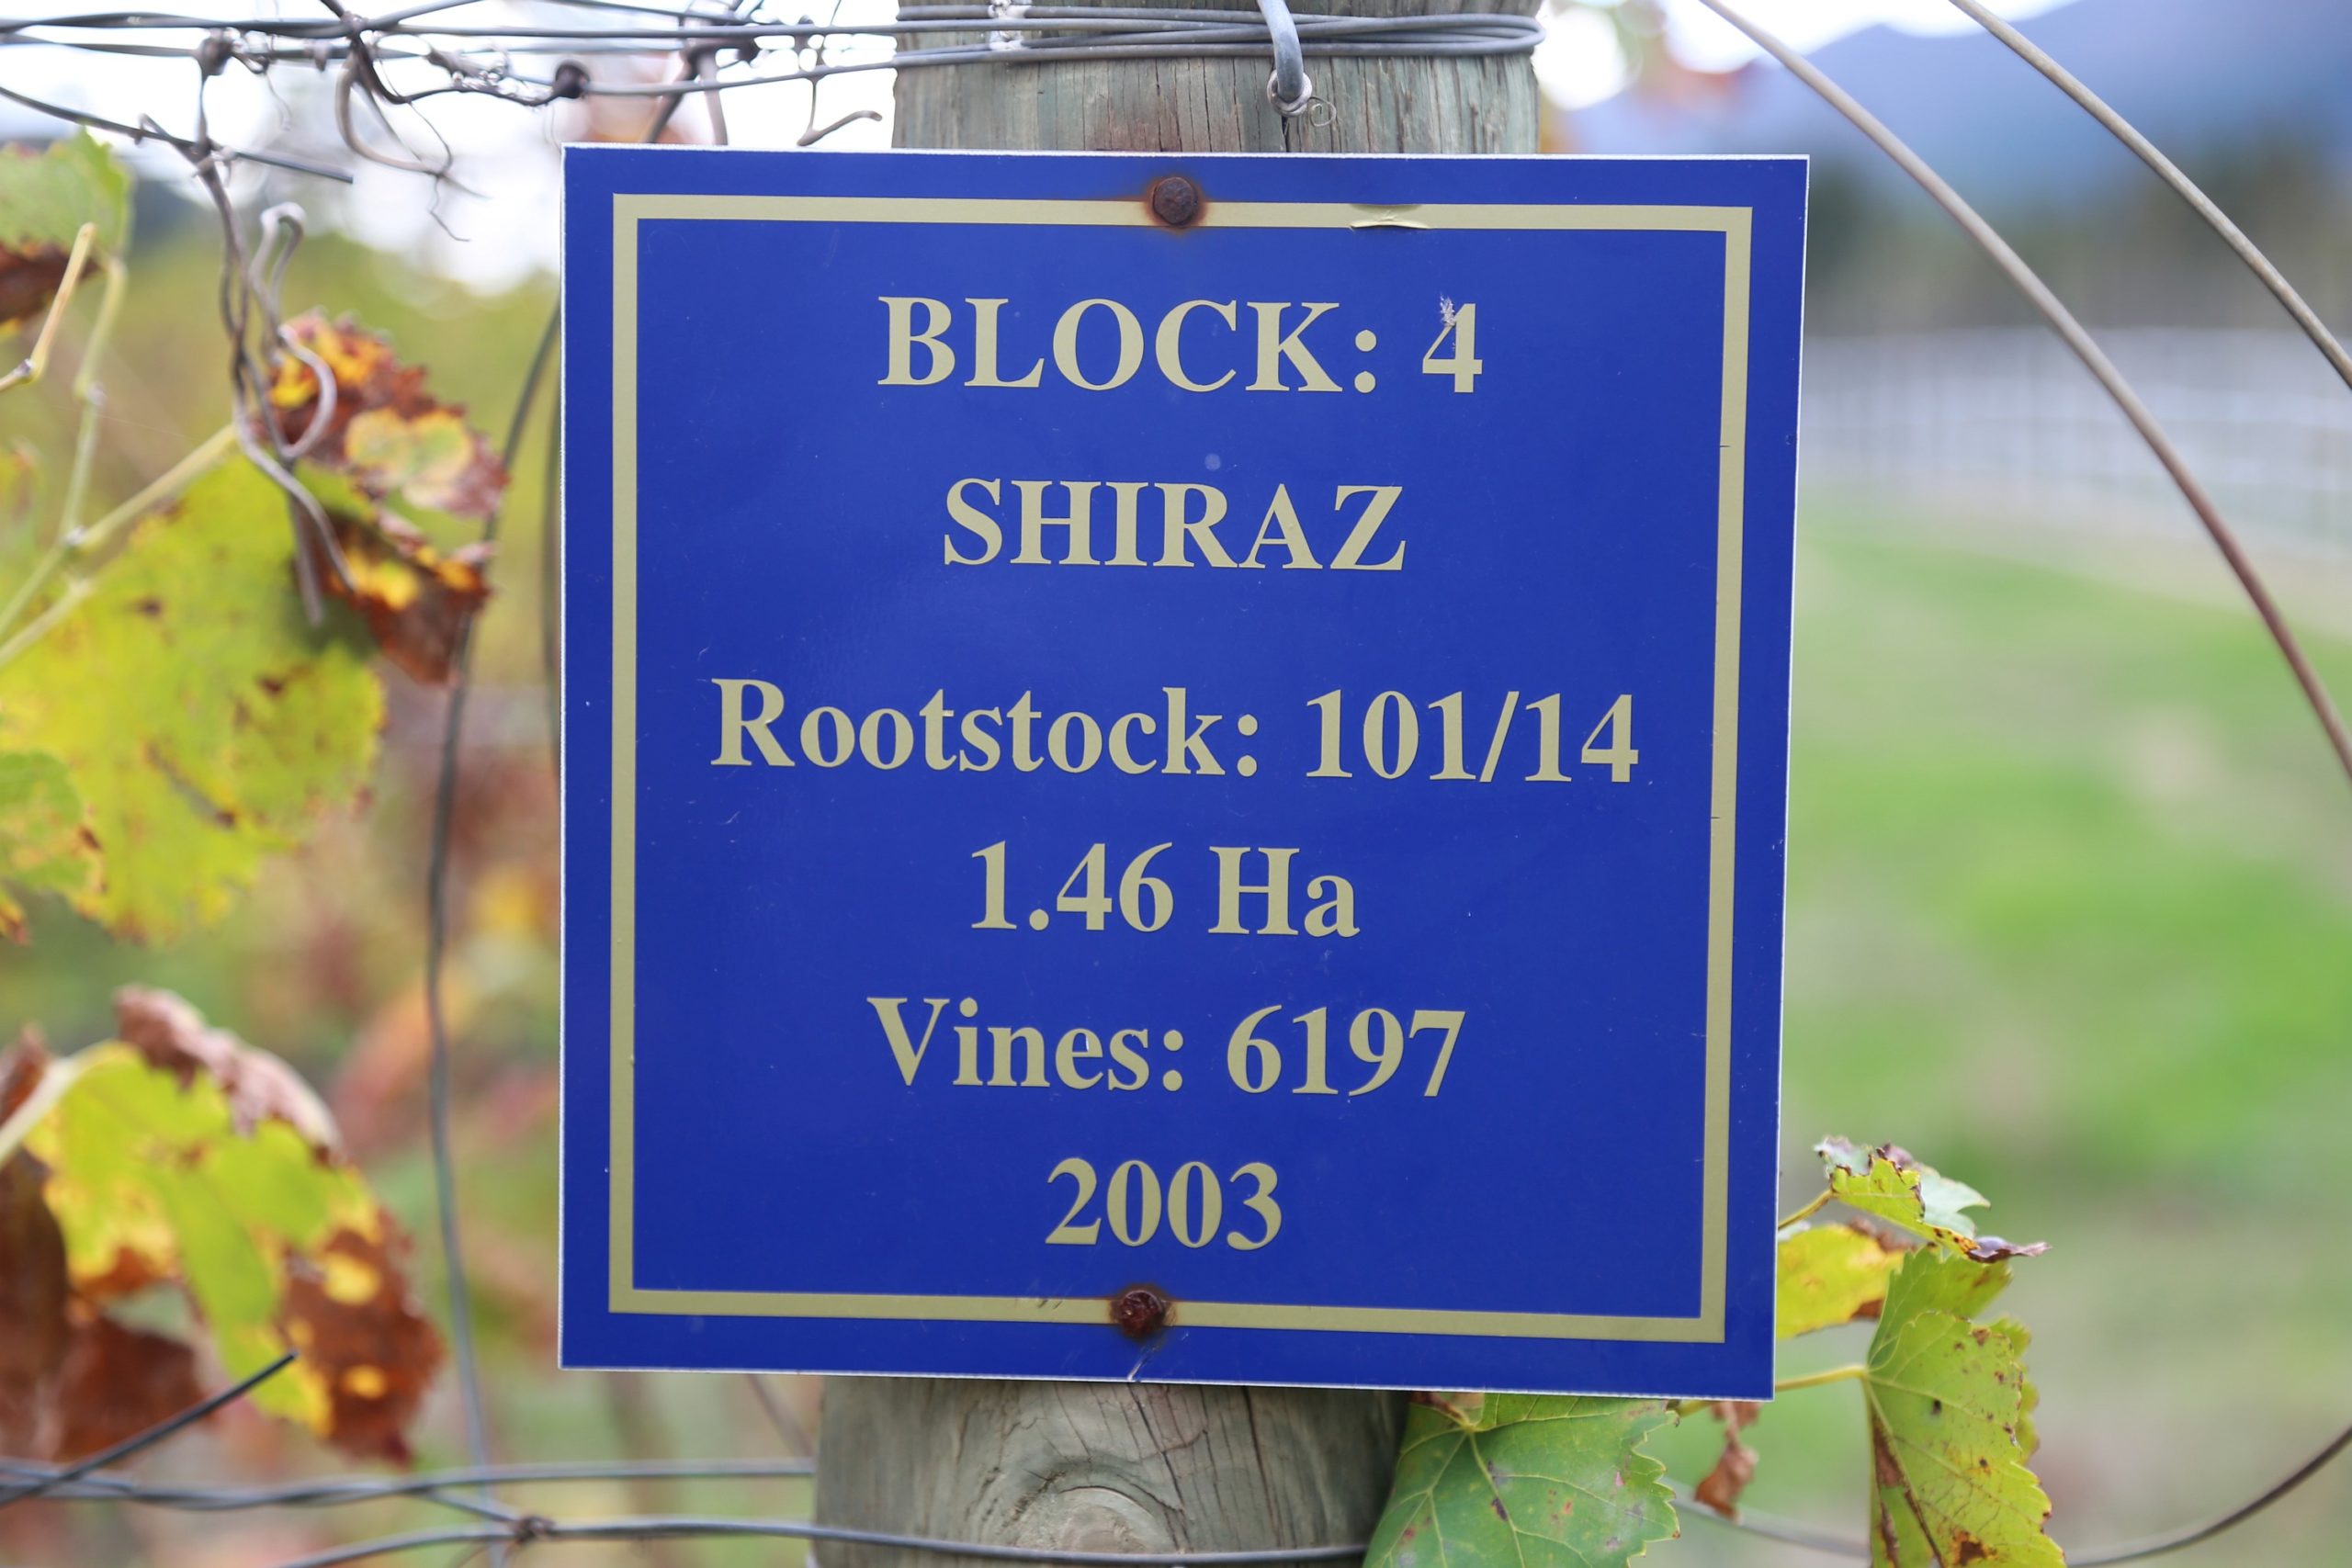 BLOCK: 4
SHIRAZ
Rootstock: 101/14
1.46 Ha
Vines: 6197
2003